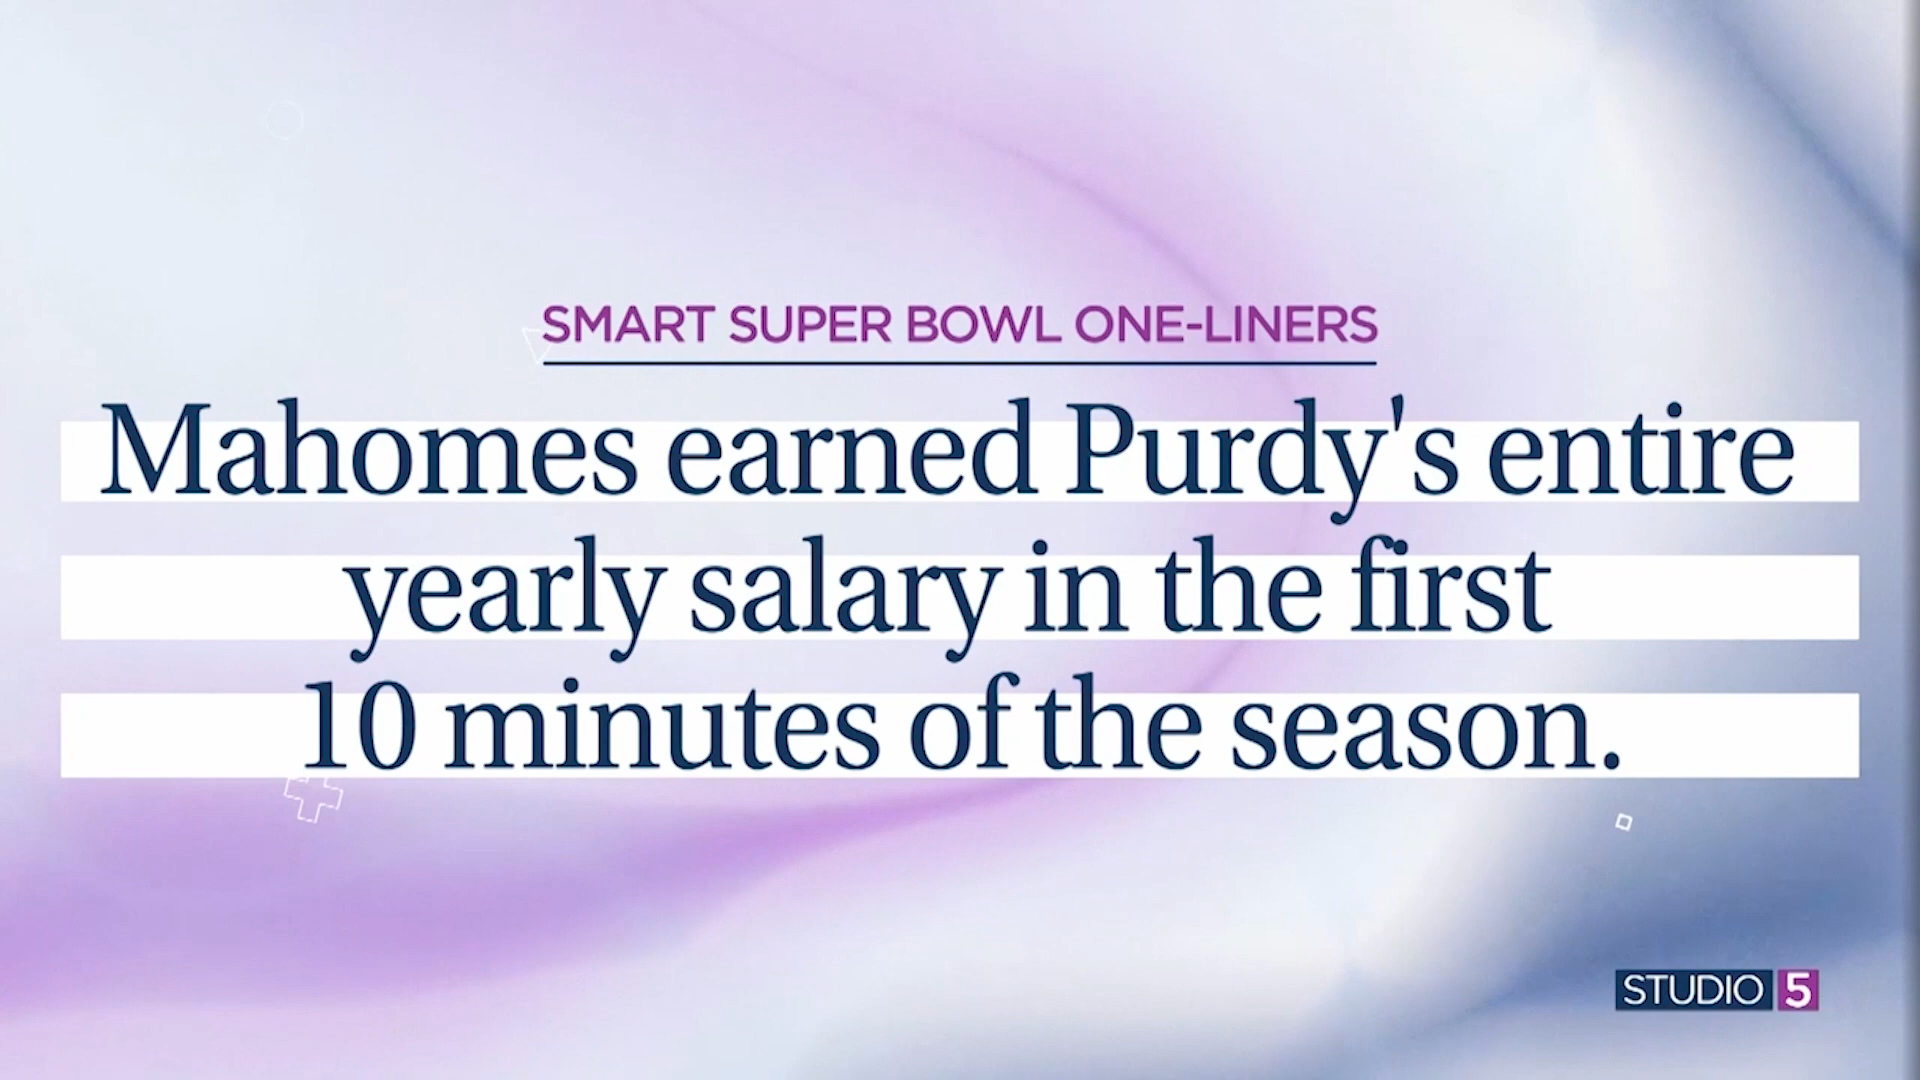 SMART SUPER BOWL ONE-LINERS
Mahomes earned Purdy's entire
yearly salary in the first
10 minutes of the season.
STUDIO 5